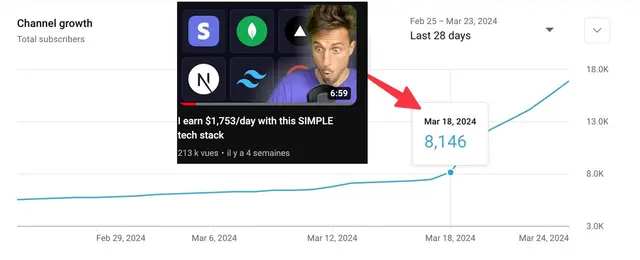 Channel growth
Total subscribers
Feb 25 – Mar 23, 2024
Last 28 days
S
N
6:59
I earn $1,753/day with this SIMPLE
tech stack
213 k vues • il y a 4 semaines
Mar 18, 2024
8,146
18.0K
13.0K
8.0K
3.0K
Feb 29, 2024
Mar 6, 2024
Mar 12, 2024
Mar 18, 2024
Mar 24, 2024